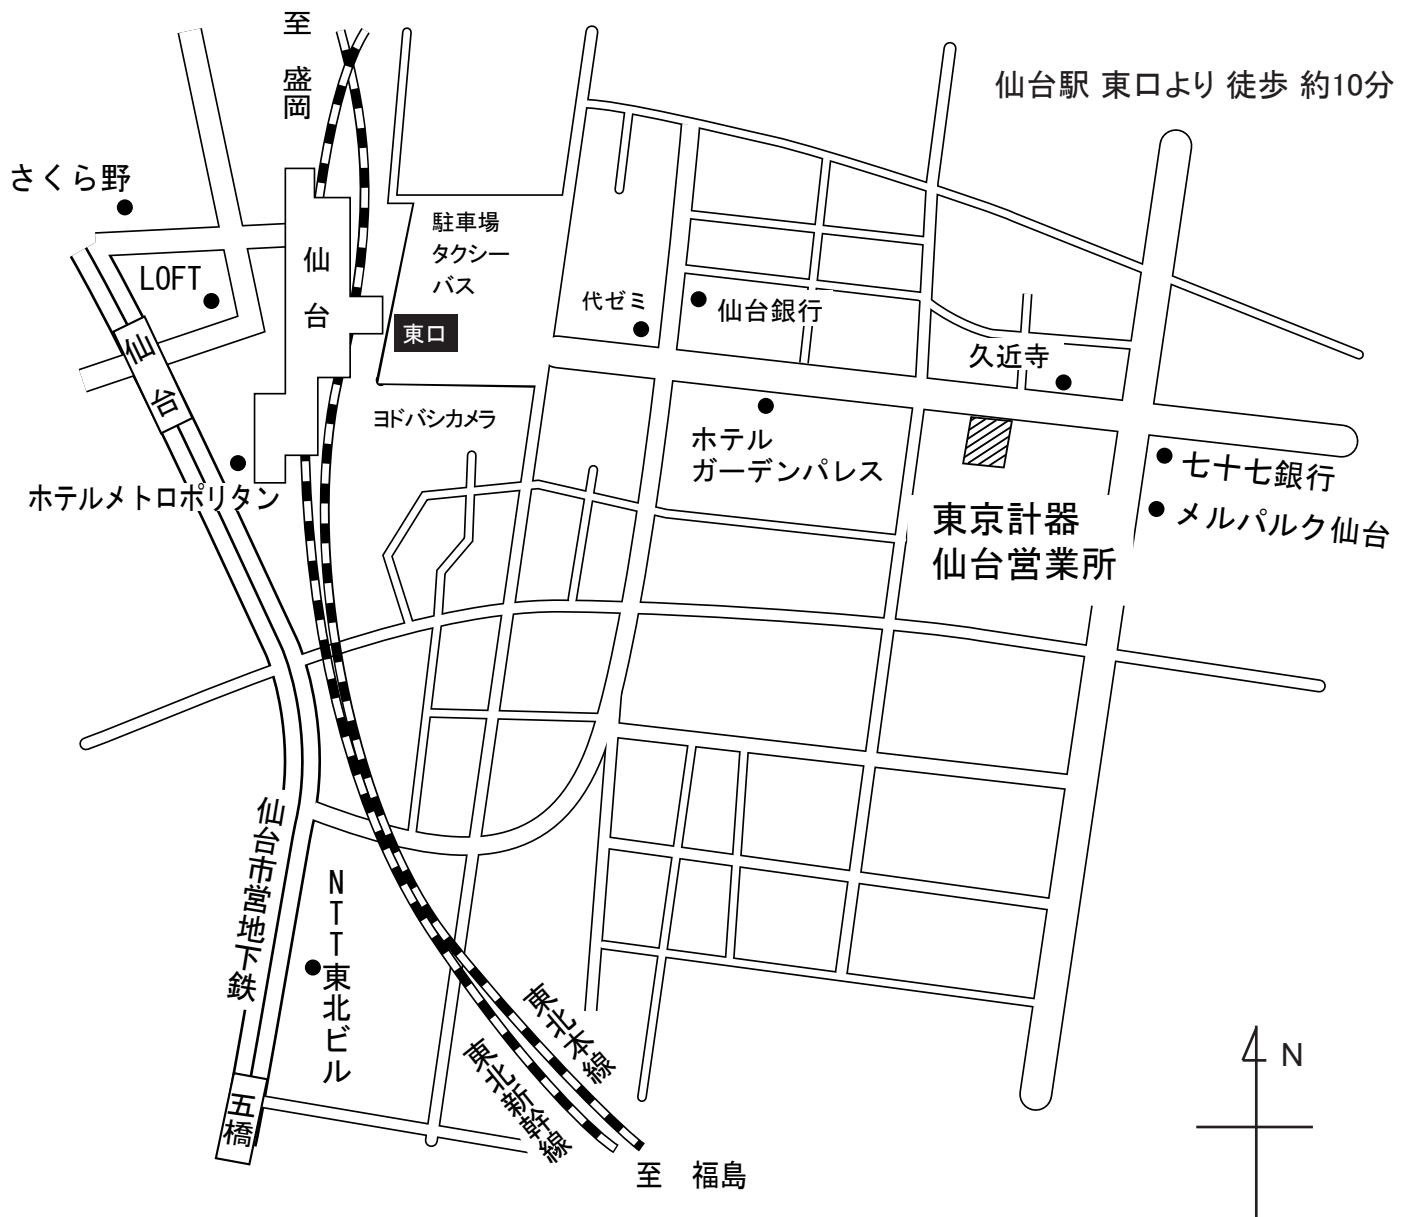 至 盛岡
仙台駅 東口より 徒歩 約10分
さくら野
LOFT
仙台
駐車場
タクシー
バス
東口
代ゼミ
仙台銀行
久近寺
仙台
ヨドバシカメラ
ホテル
ガーデンパレス
ホテルメトロポリタン
七十七銀行
メルパルク仙台
東京計器
仙台営業所
仙台市営地下鉄
NTT東北ビル
東北本線
東北新幹線
五橋
至 福島
N